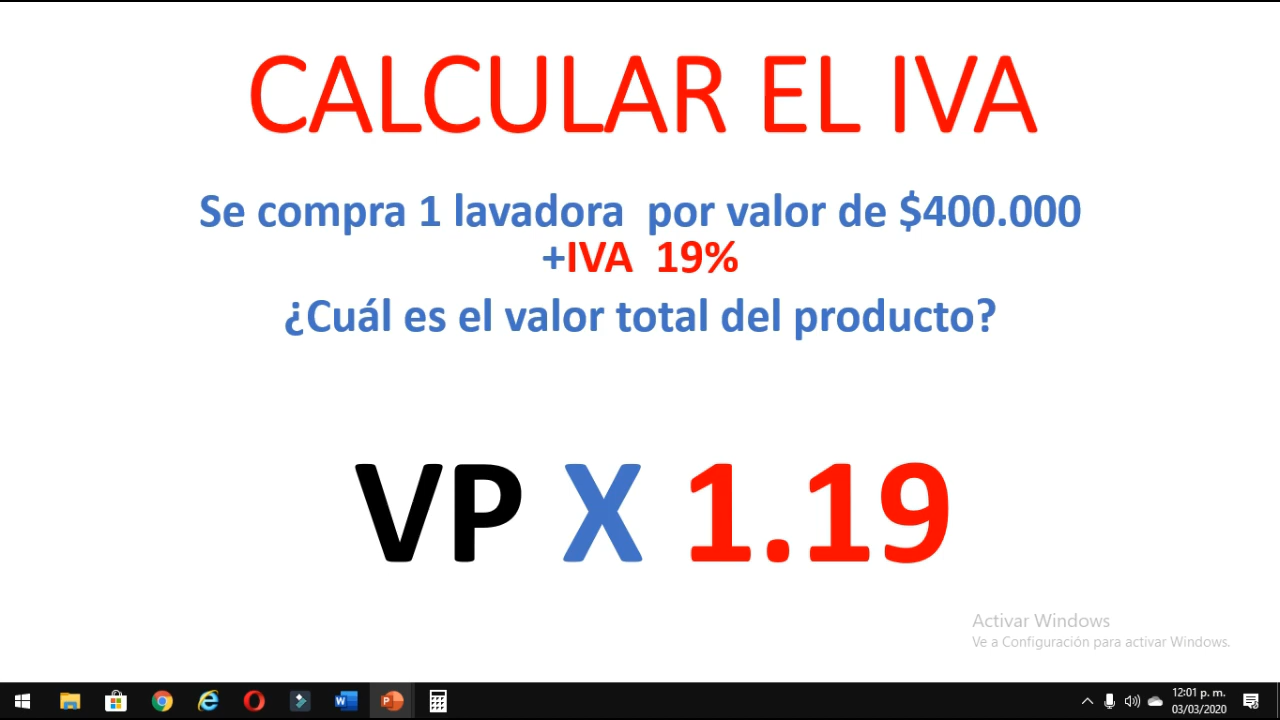 CALCULAR EL IVA
Se compra 1 lavadora por valor de $400.000
+IVA 19%
¿Cuál es el valor total del producto?
VP X 1.19
Activar Windows
Ve a Configuración para activar Windows.
12:01 p. m.
03/03/2020